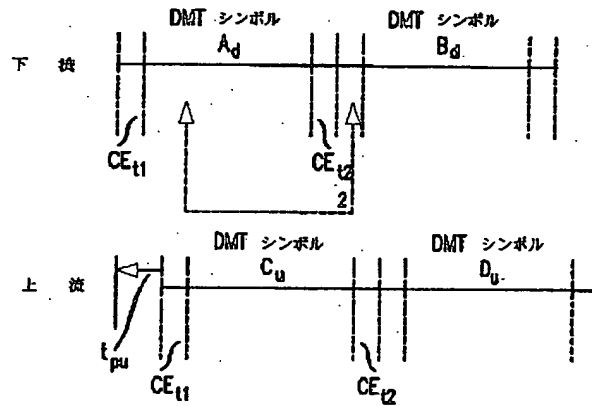 DMT シンボル DMT シンボル
A_d B_d
下 流
CE_t1 CE_t2
2
DMT シンボル DMT シンボル
C_u D_u
上 流
t_pu
CE_t1 CE_t2